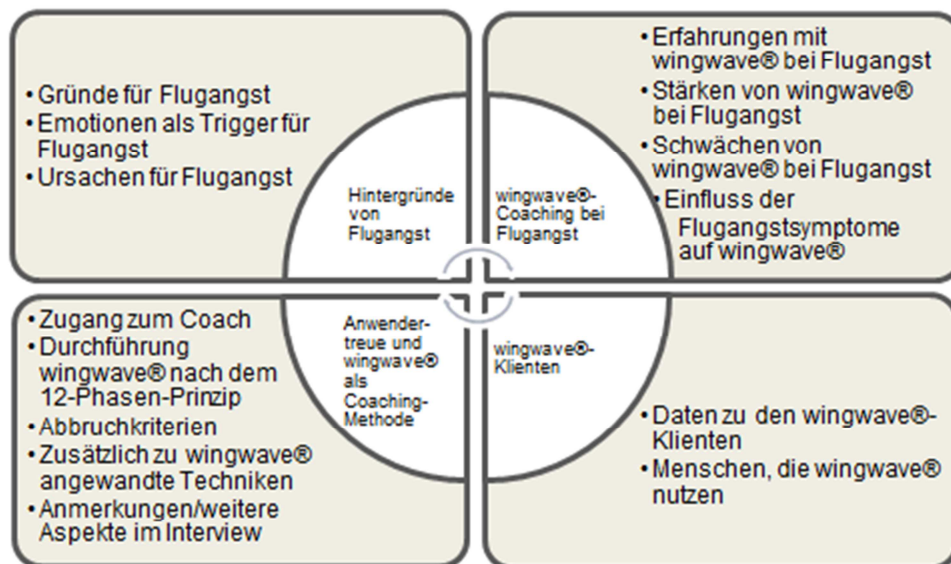 • Gründe für Flugangst
• Emotionen als Trigger für
Flugangst
• Ursachen für Flugangst
Hintergründe
von
Flugangst
• Erfahrungen mit
wingwave® bei Flugangst
• Stärken von wingwave®
bei Flugangst
• Schwächen von
wingwave® bei Flugangst
• Einfluss der
Flugangstsymptome
auf wingwave®
wingwave®-
Coaching bei
Flugangst
• Zugang zum Coach
• Durchführung
wingwave® nach dem
12-Phasen-Prinzip
• Abbruchkriterien
• Zusätzlich zu wingwave®
angewandte Techniken
• Anmerkungen/weitere
Aspekte im Interview
Anwender-
treue und
wingwave®
als
Coaching-
Methode
wingwave®-
Klienten
• Daten zu den wingwave®-
Klienten
• Menschen, die wingwave®
nutzen